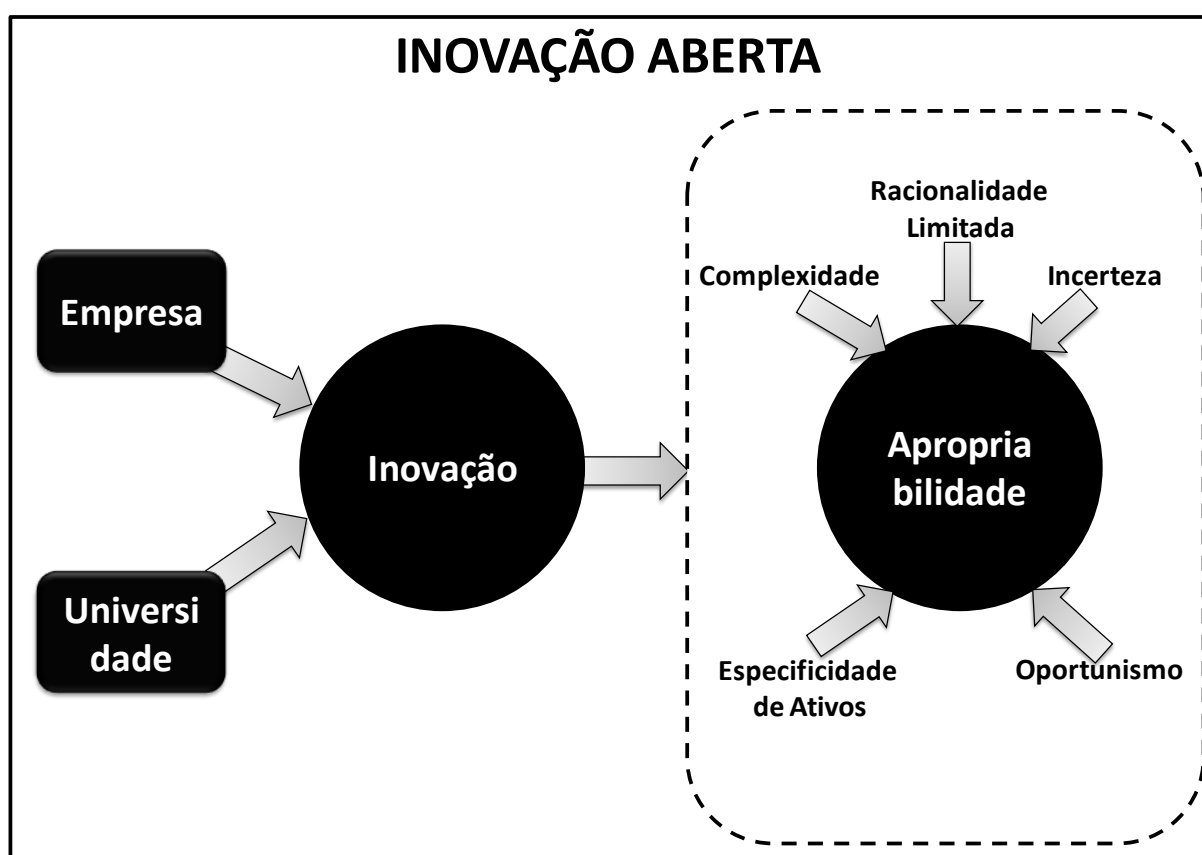 INOVAÇÃO ABERTA
Empresa
Universi
dade
Inovação
Racionalidade
Limitada
Complexidade
Incerteza
Apropria
bilidade
Especificidade
de Ativos
Oportunismo